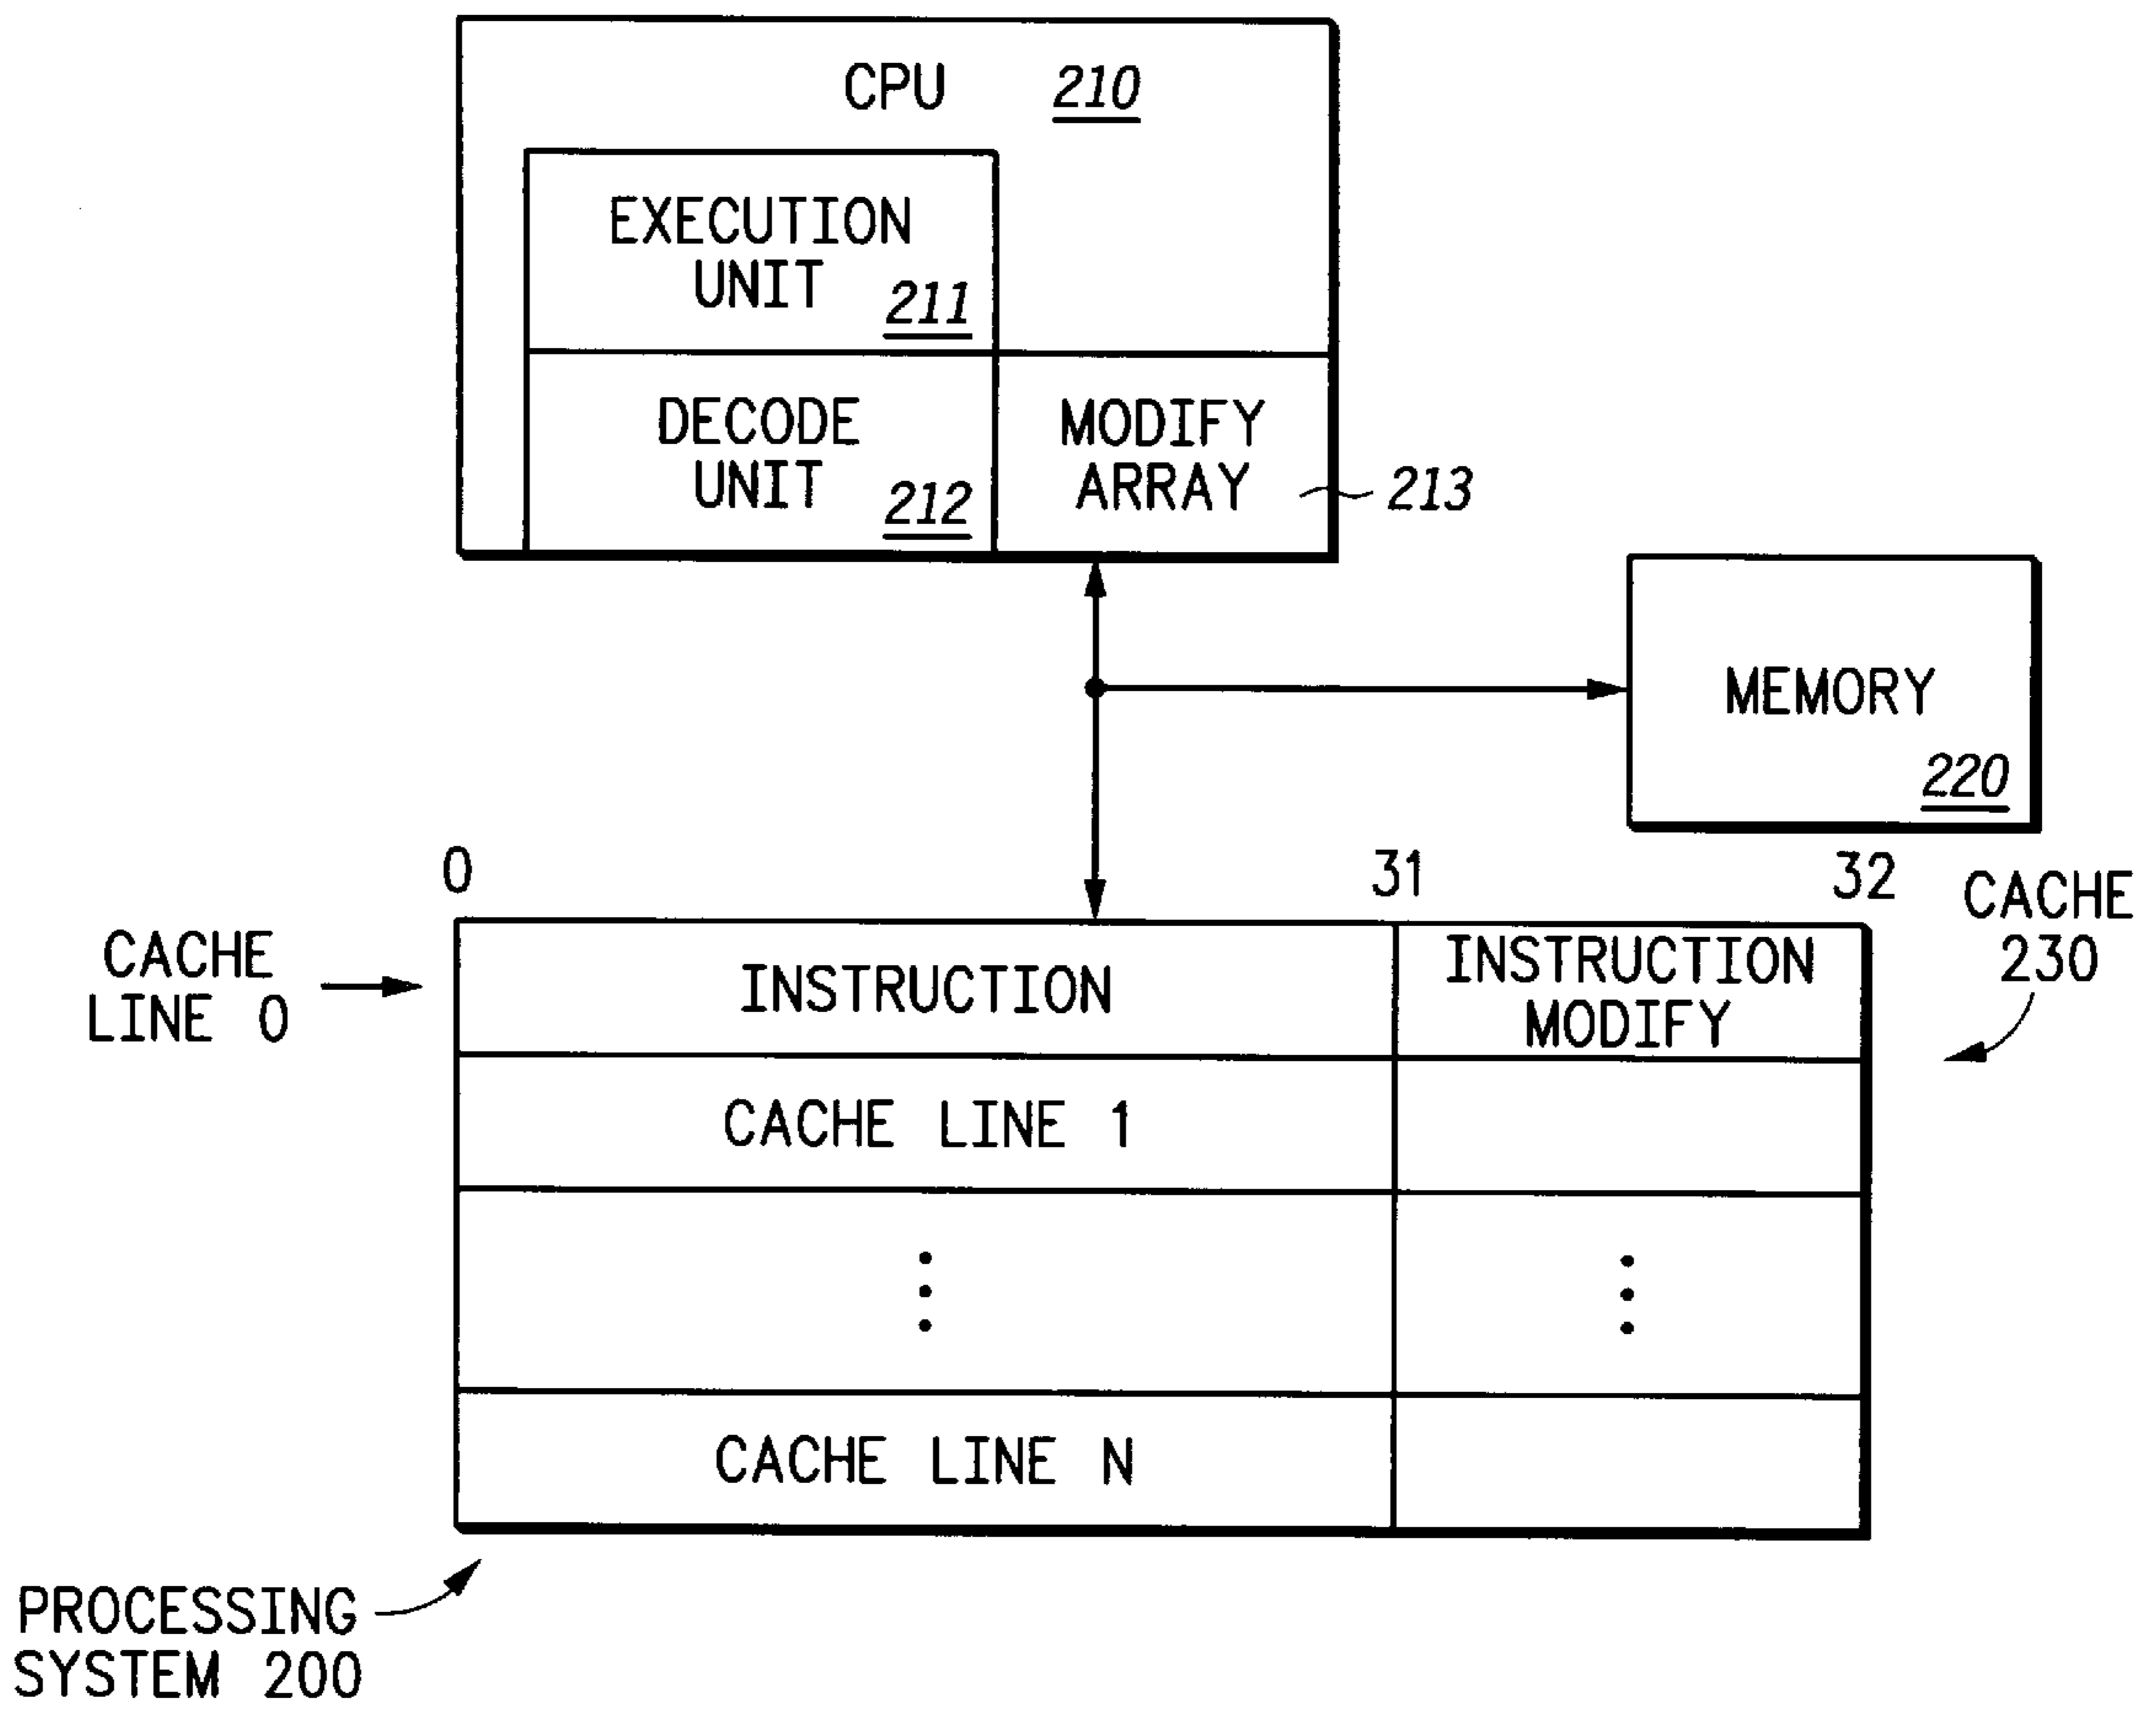 CPU 210
EXECUTION
UNIT 211
DECODE
UNIT 212
MODIFY
ARRAY 213
MEMORY
220
0 31 32
CACHE
230
CACHE
LINE 0
INSTRUCTION
INSTRUCTION
MODIFY
CACHE LINE 1
CACHE LINE N
PROCESSING
SYSTEM 200